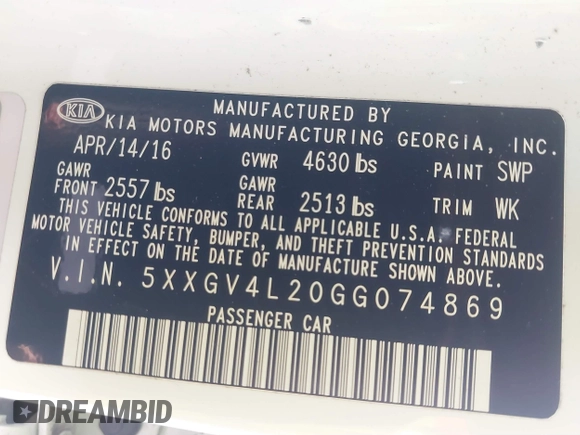 KIA
MANUFACTURED BY
KIA MOTORS MANUFACTURING GEORGIA, INC.
APR/14/16 GVWR 4630 lbs PAINT SWP
GAWR FRONT 2557 lbs GAWR REAR 2513 lbs TRIM WK
THIS VEHICLE CONFORMS TO ALL APPLICABLE U.S.A. FEDERAL
MOTOR VEHICLE SAFETY, BUMPER, AND THEFT PREVENTION STANDARDS
IN EFFECT ON THE DATE OF MANUFACTURE SHOWN ABOVE.
V.I.N. 5XXGV4L20GG074869
PASSENGER CAR
DREAMBID